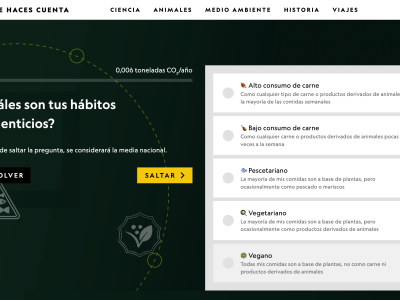 E HACES CUENTA
CIENCIA ANIMALES MEDIO AMBIENTE HISTORIA VIAJES
0,006 toneladas CO₂/año
áles son tus hábitos
enticios?
de saltar la pregunta, se considerará la media nacional.
OLVER
SALTAR
Alto consumo de carne
Como cualquier tipo de carne o productos derivados de animales
la mayoría de las comidas semanales
Bajo consumo de carne
Como cualquier carne o productos derivados de animales pocas
veces a la semana
Pescetariano
La mayoría de mis comidas son a base de plantas, pero
ocasionalmente como pescado o mariscos
Vegetariano
La mayoría de mis comidas son a base de plantas, pero
ocasionalmente como productos derivados de animales
Vegano
Todas mis comidas son a base de plantas, no como carne ni
productos derivados de animales